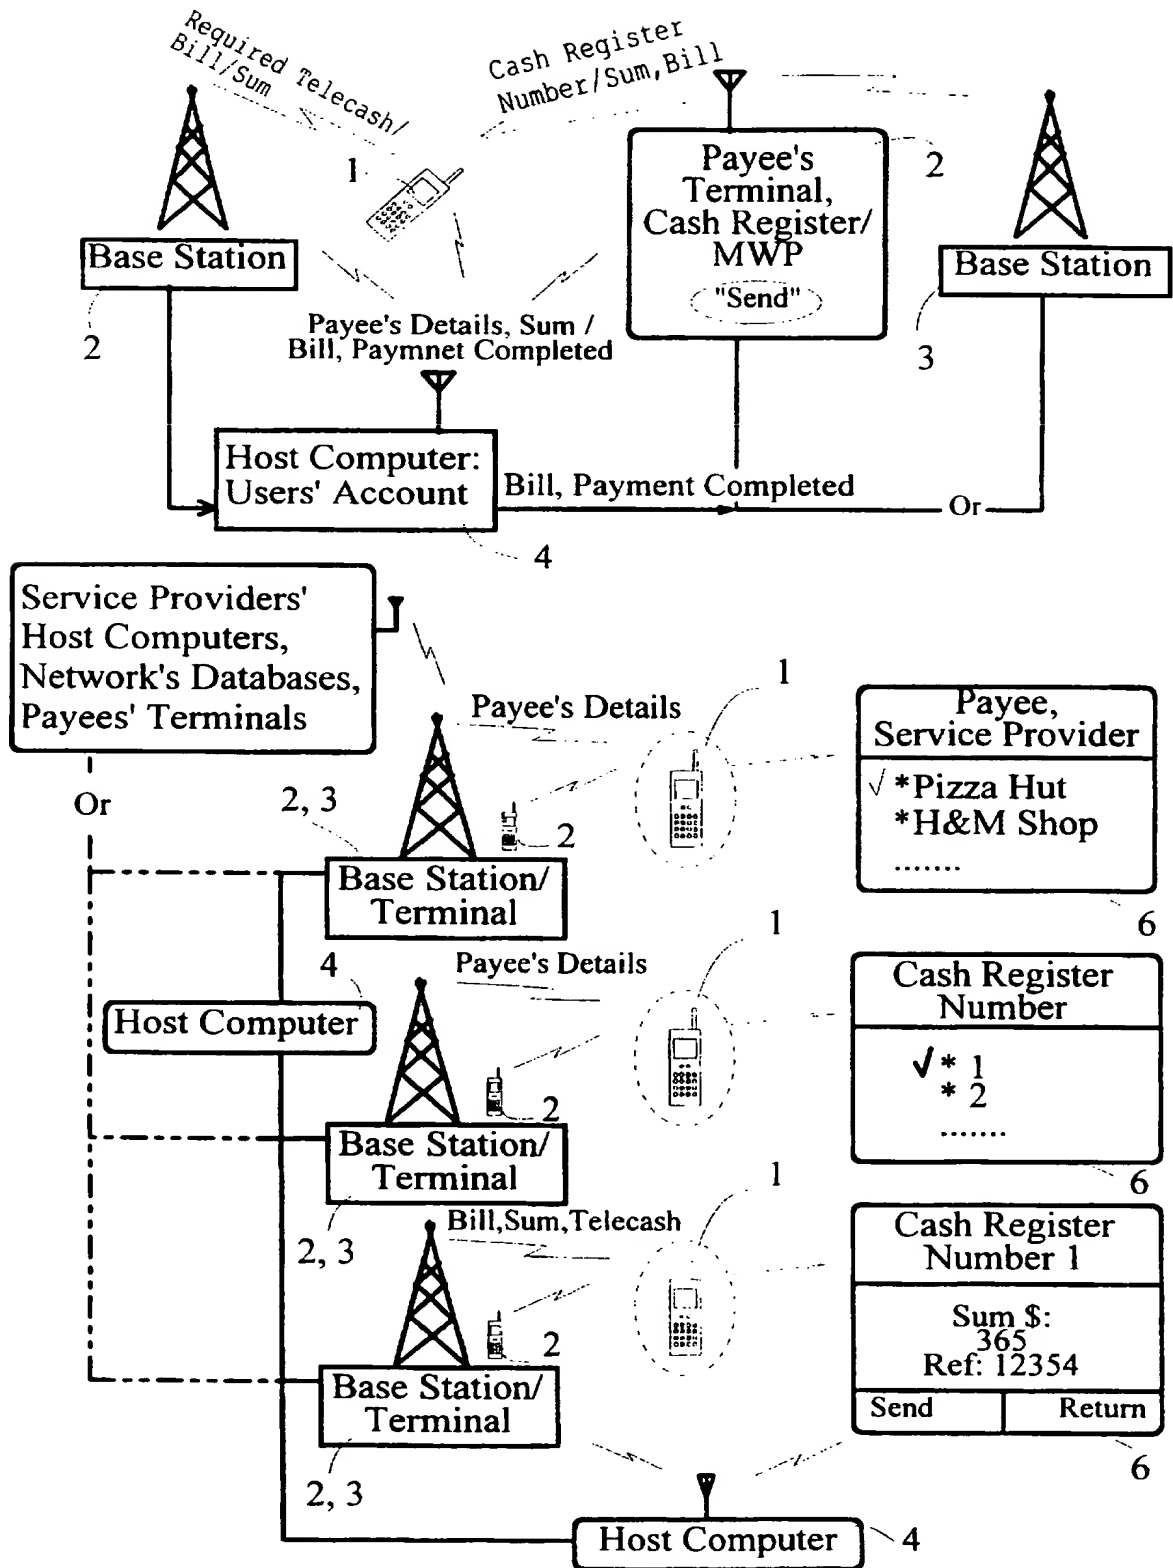 Required Telecash/
Bill/Sum
Cash Register
Number/Sum,Bill
1
Payee's
Terminal,
Cash Register/
MWP
"Send"
2
Base Station
2
Base Station
3
Payee's Details, Sum /
Bill, Paymnet Completed
Host Computer:
Users' Account
Bill, Payment Completed
Or
4
Service Providers'
Host Computers,
Network's Databases,
Payees' Terminals
Or
Payee's Details
1
2, 3
2
Base Station/
Terminal
Payee,
Service Provider
√ *Pizza Hut
*H&M Shop
.......
6
4
Host Computer
Payee's Details
1
2
Base Station/
Terminal
2, 3
Cash Register
Number
√ * 1
* 2
.......
6
Bill,Sum,Telecash
1
2
Base Station/
Terminal
2, 3
Cash Register
Number 1
Sum $:
365
Ref: 12354
Send Return
6
Host Computer
4